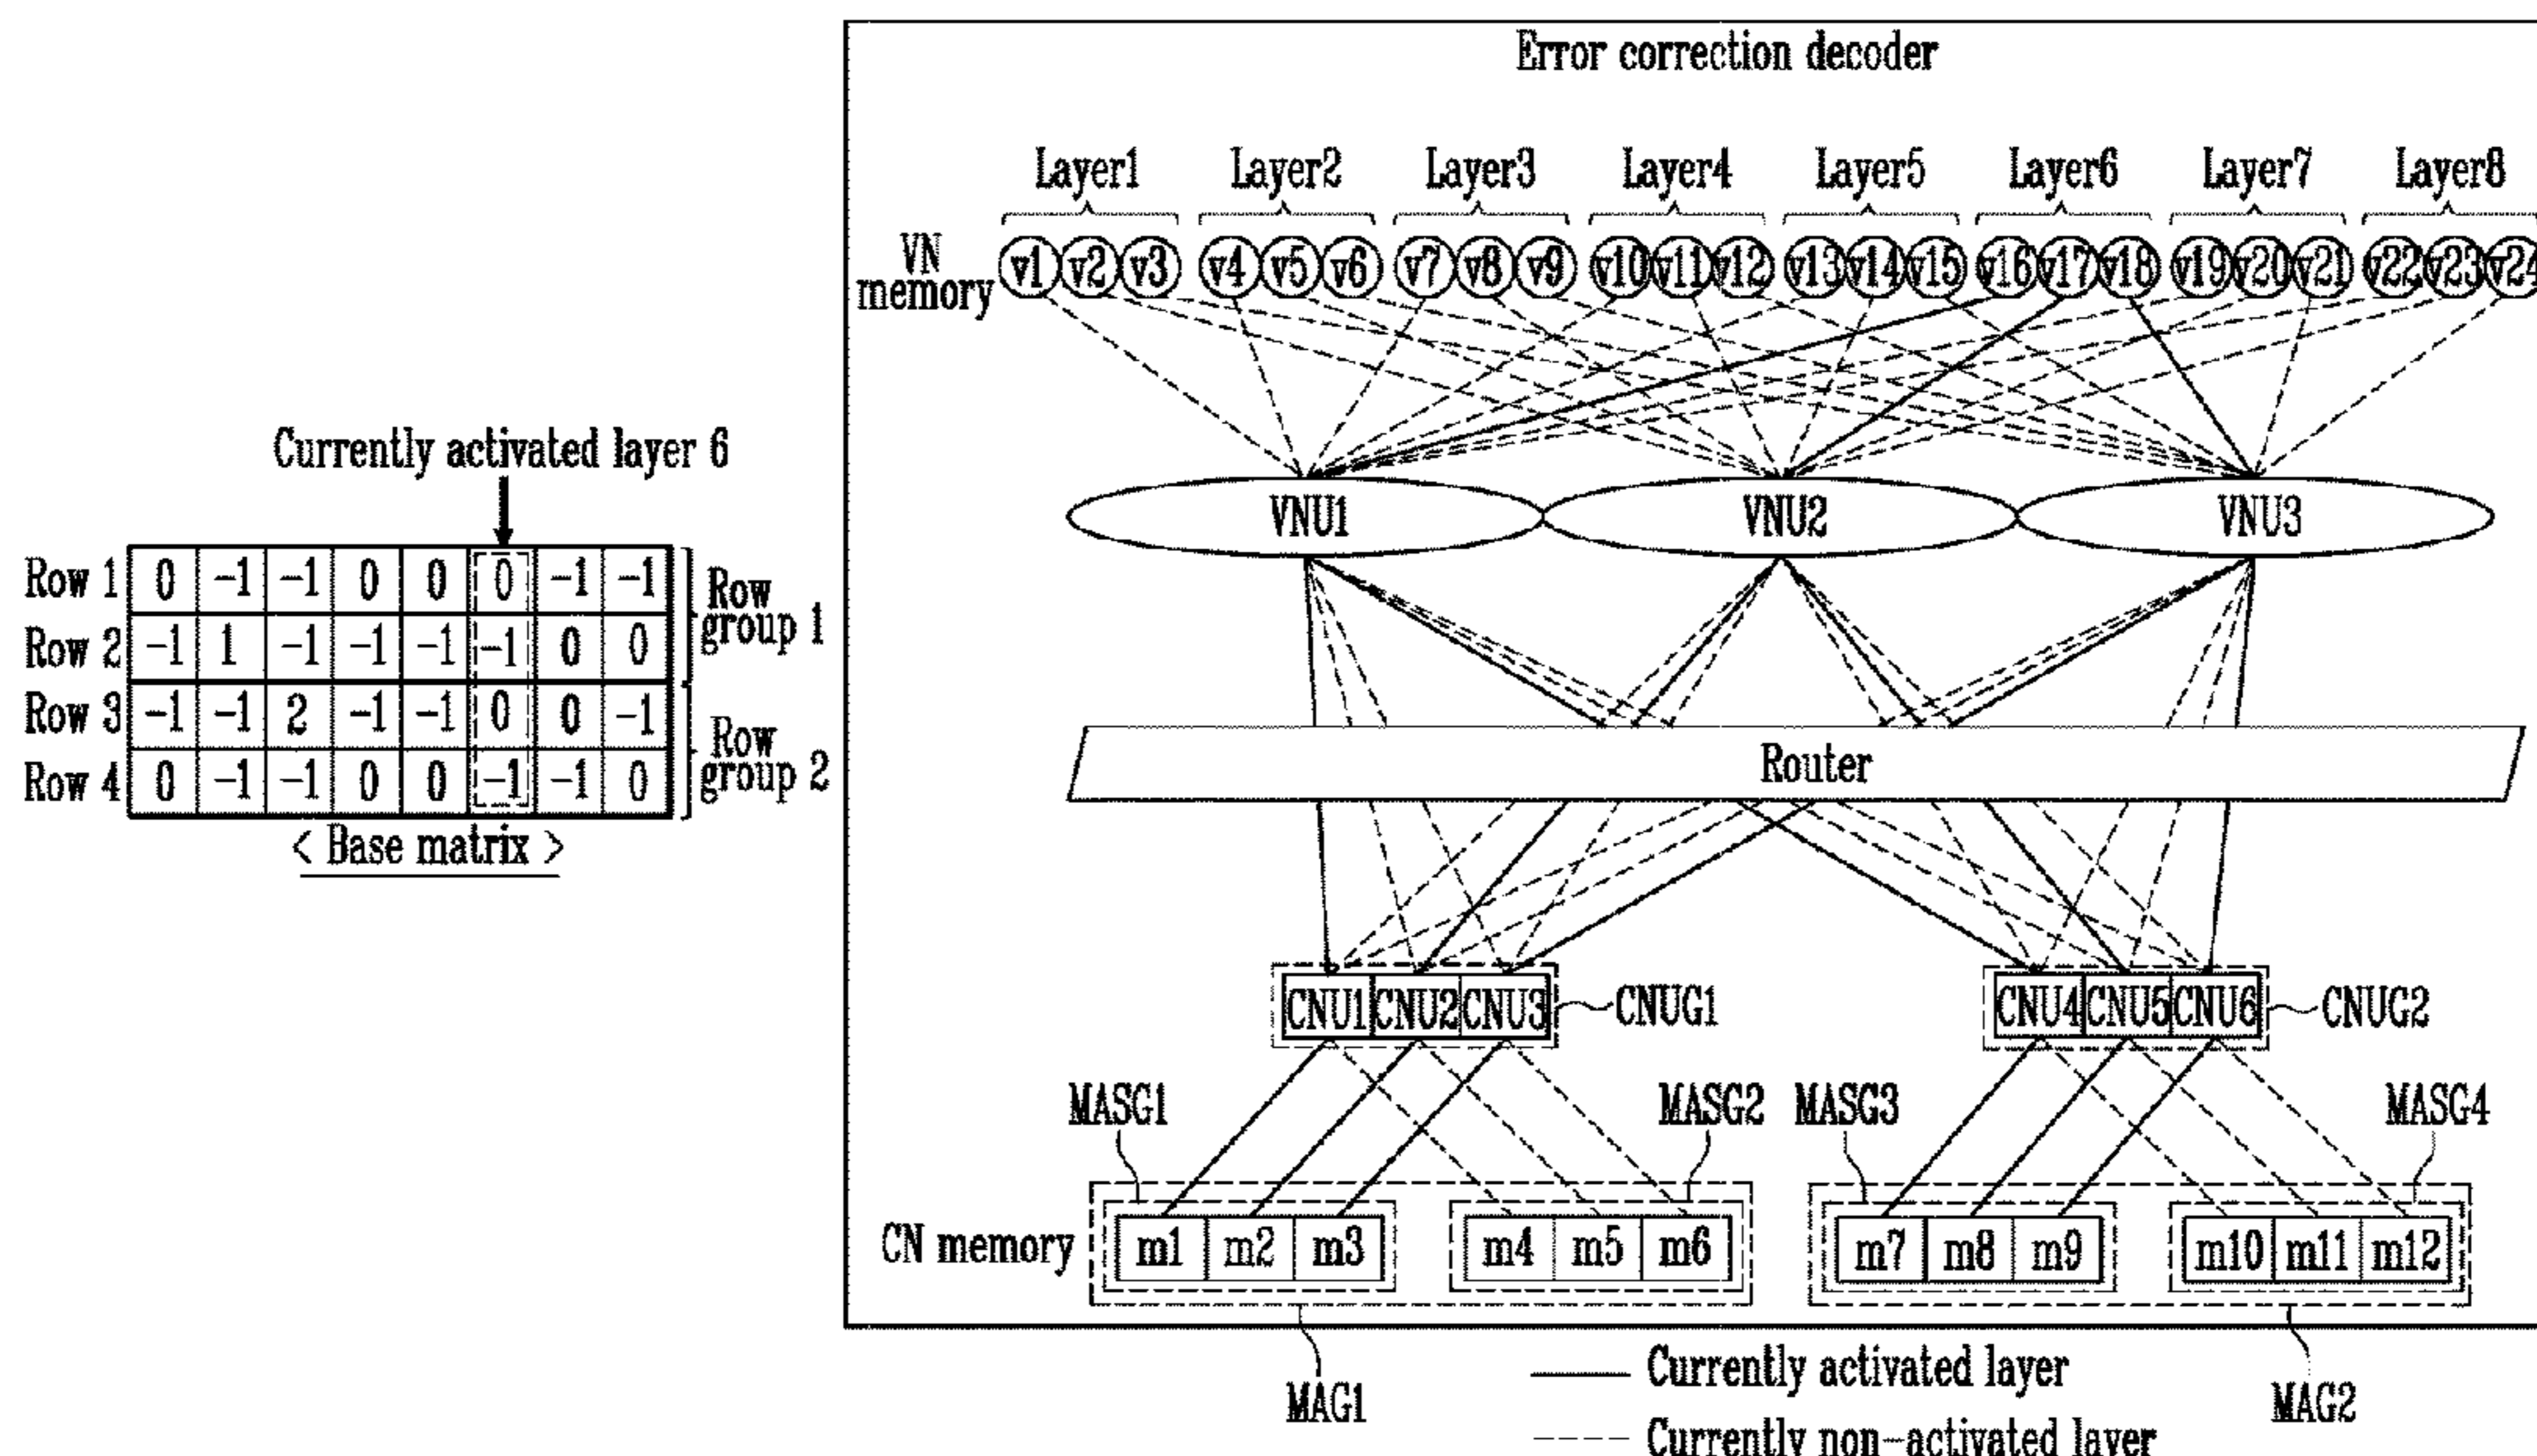 Error correction decoder
Layer1 Layer2 Layer3 Layer4 Layer5 Layer6 Layer7 Layer8
VN memory
v1 v2 v3 v4 v5 v6 v7 v8 v9 v10 v11 v12 v13 v14 v15 v16 v17 v18 v19 v20 v21 v22 v23 v24
Currently activated layer 6
Row 1 0 -1 -1 0 0 0 -1 -1
Row 2 -1 1 -1 -1 -1 -1 0 0
Row group 1
Row 3 -1 -1 2 -1 -1 0 0 -1
Row 4 0 -1 -1 0 0 -1 -1 0
Row group 2
< Base matrix >
VNU1 VNU2 VNU3
Router
CNU1 CNU2 CNU3 CNUG1
CNU4 CNU5 CNU6 CNUG2
MASG1 MASG2 MASG3 MASG4
CN memory
m1 m2 m3 m4 m5 m6 m7 m8 m9 m10 m11 m12
MAG1
MAG2
Currently activated layer
Currently non-activated layer